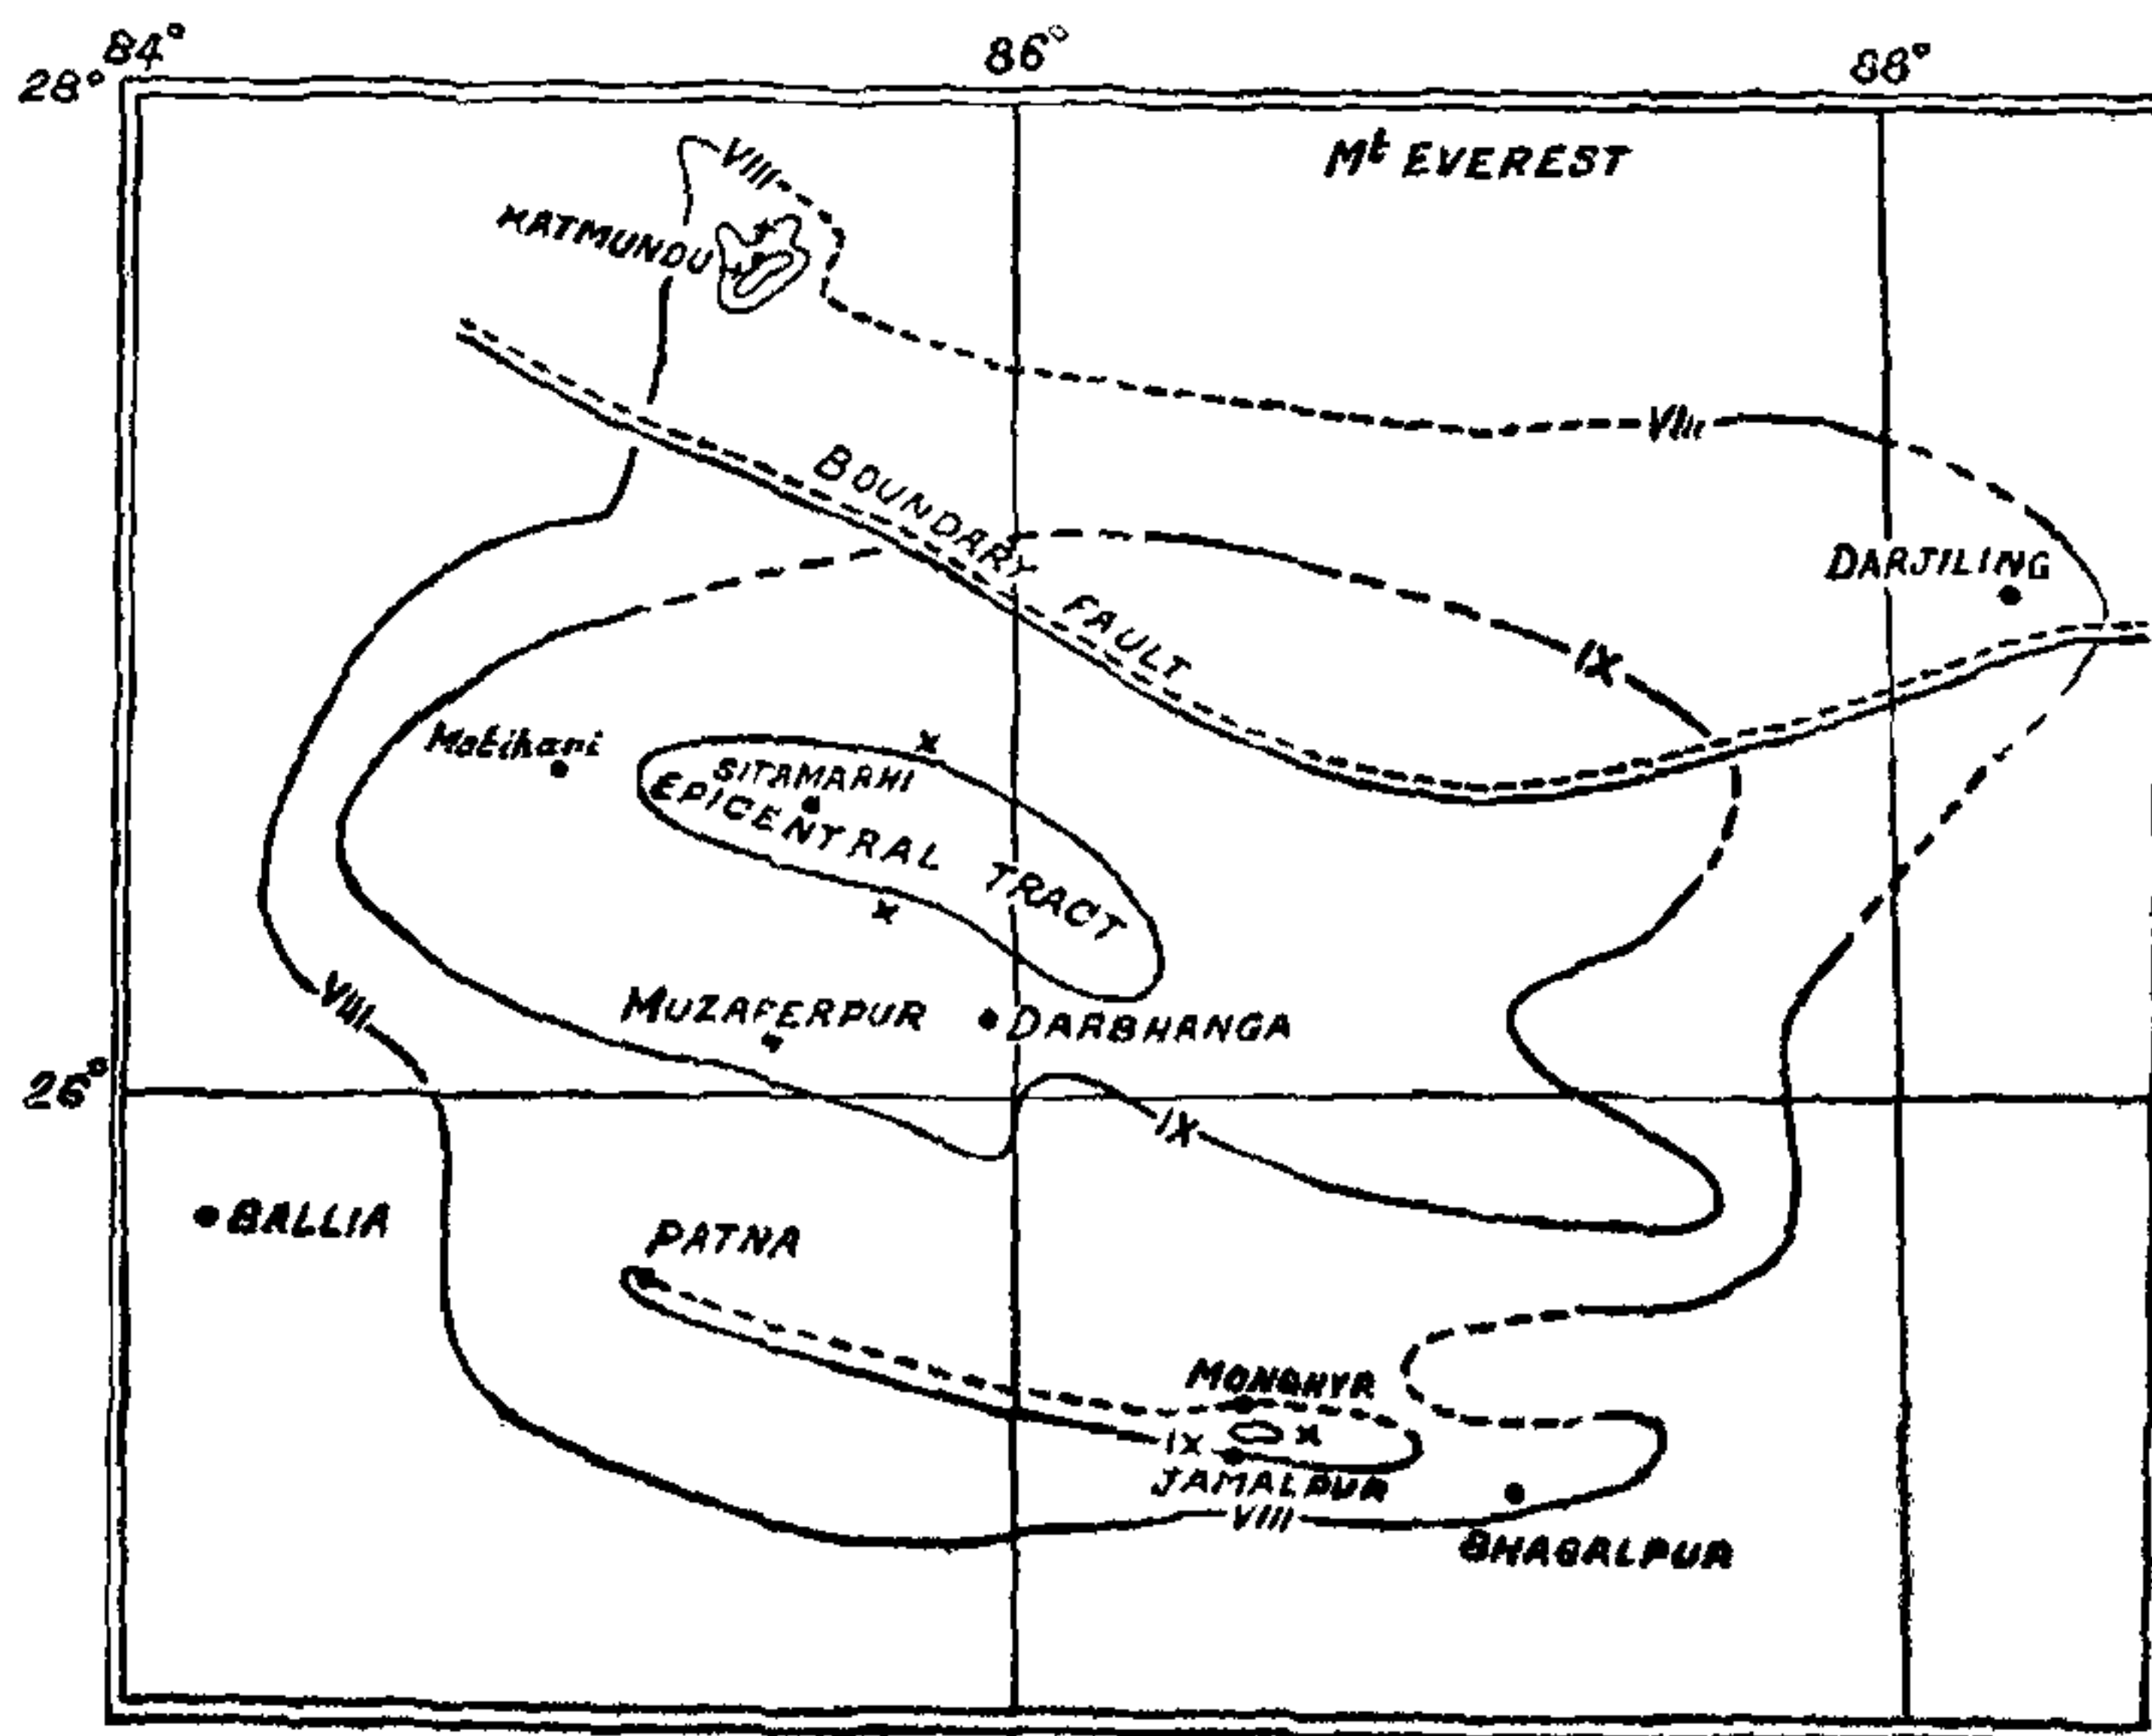 84° 86° 88°
28°
Mt EVEREST
VIII
KATMUNDU
VIII
BOUNDARY FAULT
DARJILING
IX
Motihari
X
SITAMARHI
EPICENTRAL TRACT
X
VIII
MUZAFERPUR
DARBHANGA
26°
IX
BALLIA
PATNA
MONGHYR
X
IX
JAMALPUR
VIII
BHAGALPUR